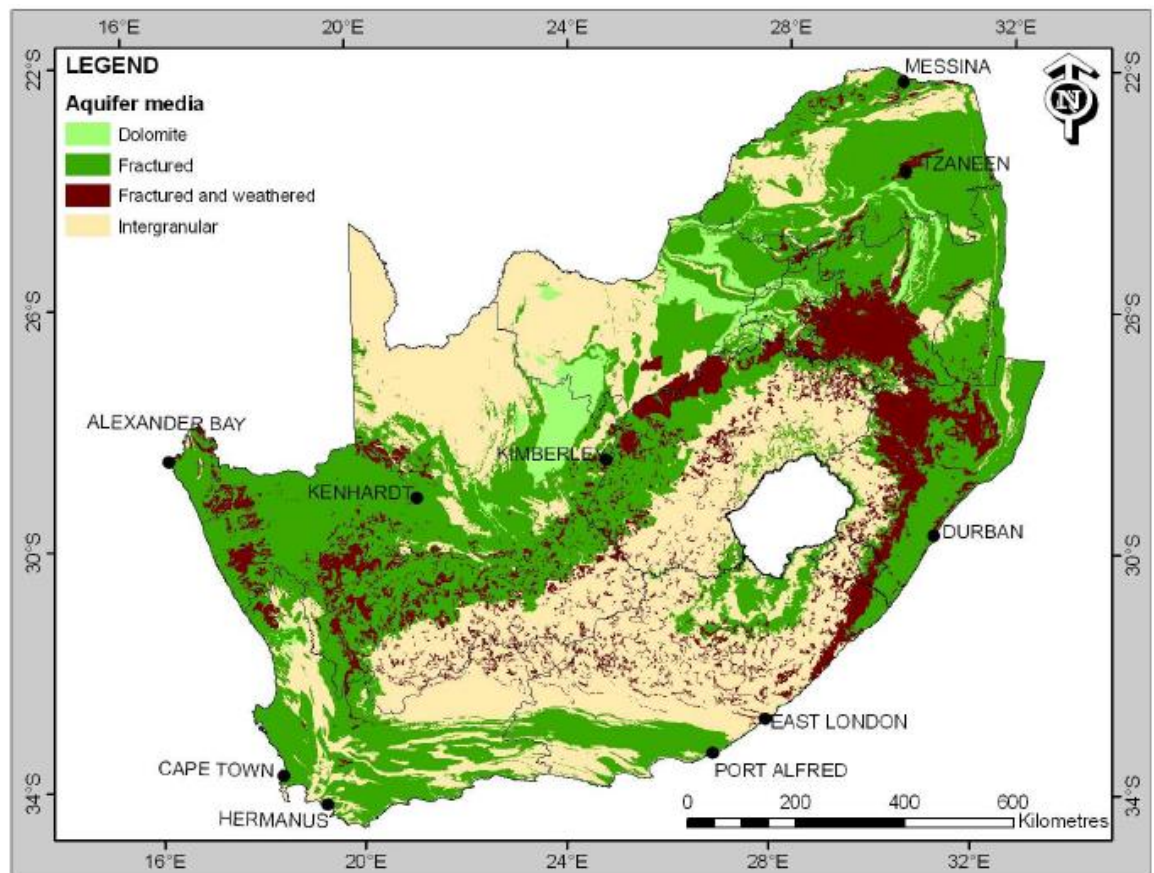 16°E 20°E 24°E 28°E 32°E
22°S 22°S
LEGEND
Aquifer media
Dolomite
Fractured
Fractured and weathered
Intergranular
N
MESSINA
TZANEEN
26°S 26°S
ALEXANDER BAY
KIMBERLEY
KENHARDT
DURBAN
30°S 30°S
EAST LONDON
CAPE TOWN
PORT ALFRED
HERMANUS
34°S 34°S
0 100 200 400 600
Kilometres
16°E 20°E 24°E 28°E 32°E